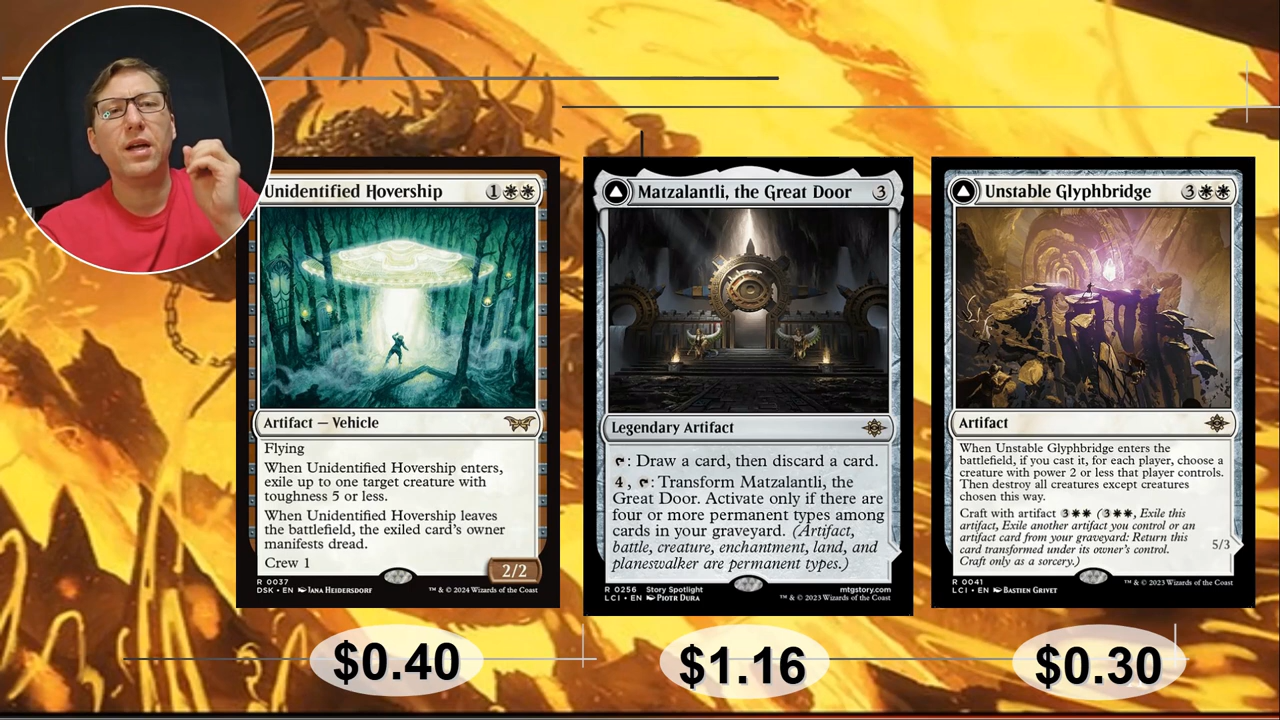 Unidentified Hovership 1
Artifact — Vehicle
Flying
When Unidentified Hovership enters,
exile up to one target creature with
toughness 5 or less.
When Unidentified Hovership leaves
the battlefield, the exiled card's owner
manifests dread.
Crew 1
2/2
R 0037
DSK • EN IANA HEIDERSDORF ™ & © 2024 Wizards of the Coast
$0.40
Matzalantli, the Great Door 3
Legendary Artifact
: Draw a card, then discard a card.
4, : Transform Matzalantli, the
Great Door. Activate only if there are
four or more permanent types among
cards in your graveyard. (Artifact,
battle, creature, enchantment, land, and
planeswalker are permanent types.)
R 0256 Story Spotlight mtgstory.com
LCI • EN PIOTR DURA ™ & © 2023 Wizards of the Coast
$1.16
Unstable Glyphbridge 3
Artifact
When Unstable Glyphbridge enters the
battlefield, if you cast it, for each player, choose a
creature with power 2 or less that player controls.
Then destroy all creatures except creatures
chosen this way.
Craft with artifact 3 (3, Exile this
artifact, Exile another artifact you control or an
artifact card from your graveyard: Return this
card transformed under its owner's control.
Craft only as a sorcery.)
5/3
R 0041
LCI • EN BASTIEN GRIVET ™ & © 2023 Wizards of the Coast
$0.30